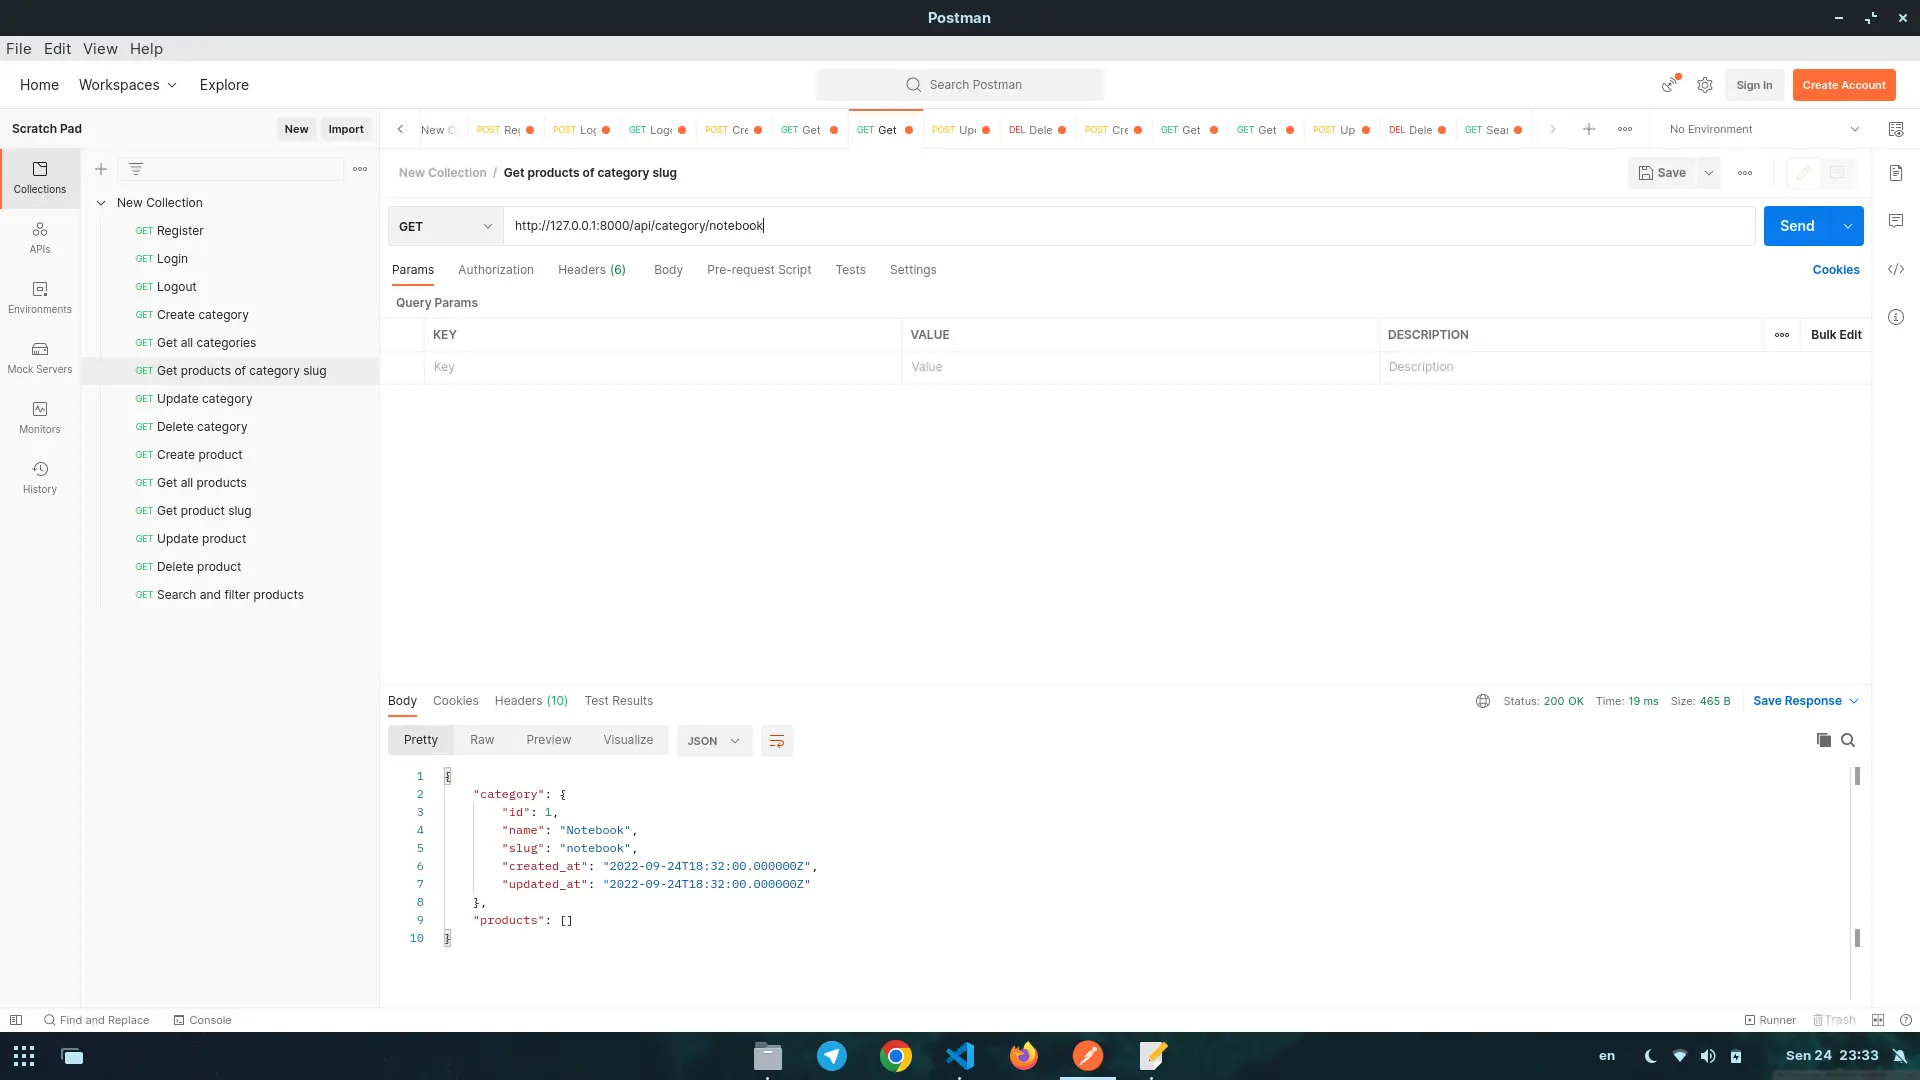 Postman
File Edit View Help
Home Workspaces Explore
Search Postman
Sign In Create Account
Scratch Pad New Import
New C POST Reg POST Log GET Logo POST Cre GET Get GET Get POST Up DEL Dele POST Cre GET Get GET Get POST Up DEL Dele GET Sear
No Environment
Collections
APIs
Environments
Mock Servers
Monitors
History
New Collection
GET Register
GET Login
GET Logout
GET Create category
GET Get all categories
GET Get products of category slug
GET Update category
GET Delete category
GET Create product
GET Get all products
GET Get product slug
GET Update product
GET Delete product
GET Search and filter products
New Collection / Get products of category slug
Save
GET http://127.0.0.1:8000/api/category/notebook Send
Params Authorization Headers (6) Body Pre-request Script Tests Settings Cookies
Query Params
KEY VALUE DESCRIPTION Bulk Edit
Key Value Description
Body Cookies Headers (10) Test Results Status: 200 OK Time: 19 ms Size: 465 B Save Response
Pretty Raw Preview Visualize JSON
1 {
2 "category": {
3 "id": 1,
4 "name": "Notebook",
5 "slug": "notebook",
6 "created_at": "2022-09-24T18:32:00.000000Z",
7 "updated_at": "2022-09-24T18:32:00.000000Z"
8 },
9 "products": []
10 }
Find and Replace Console Runner Trash
en Sen 24 23:33